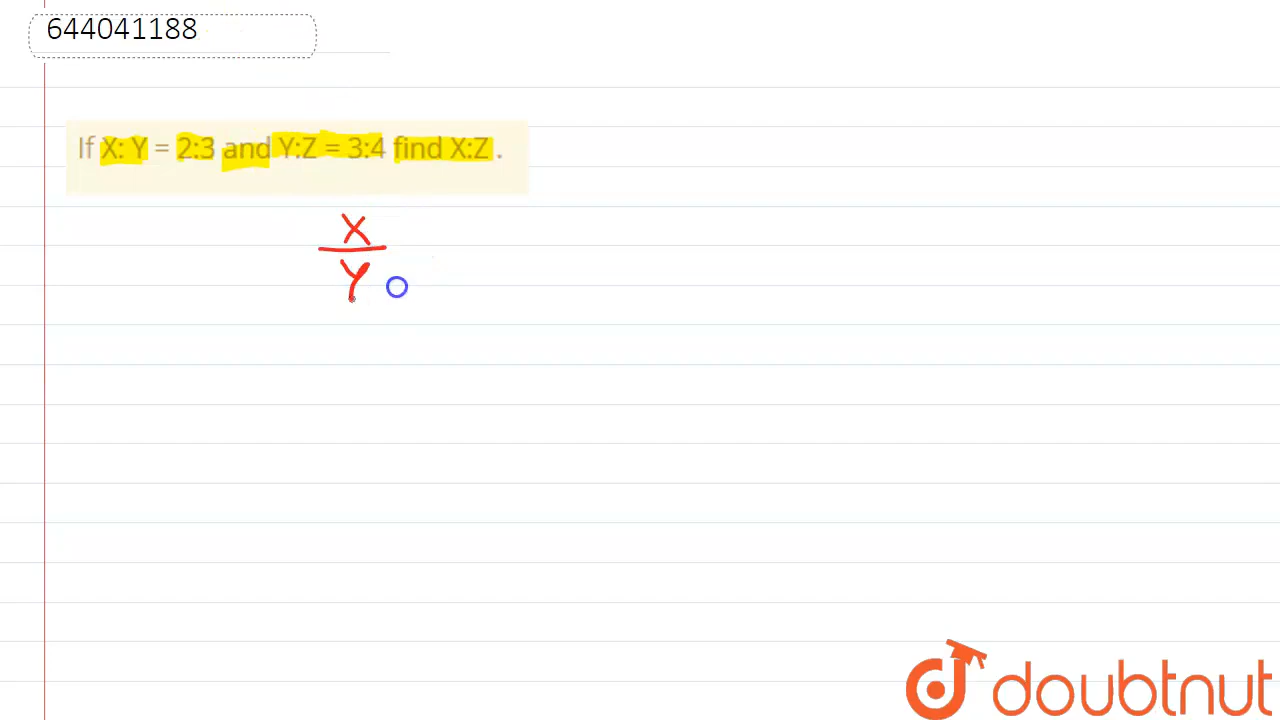 644041188
If X: Y = 2:3 and Y:Z = 3:4 find X:Z .
X
Y
doubtnut